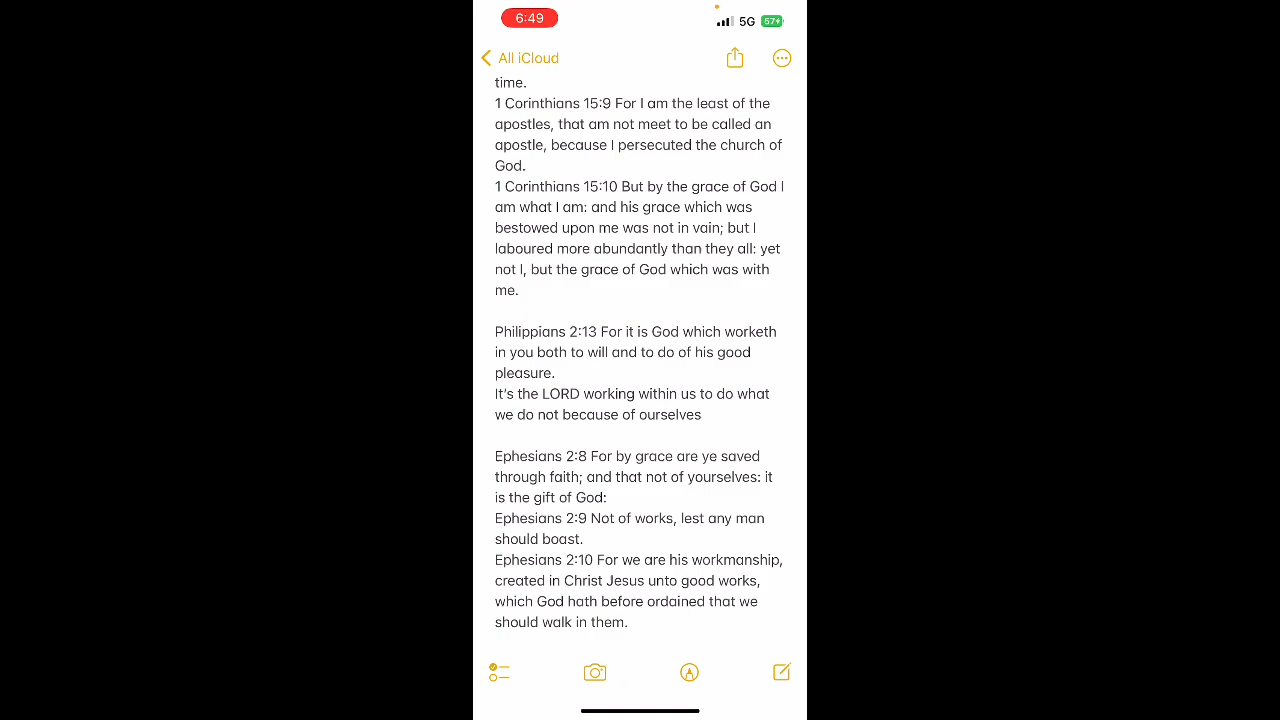 6:49
5G 57
All iCloud
time.
1 Corinthians 15:9 For I am the least of the
apostles, that am not meet to be called an
apostle, because I persecuted the church of
God.
1 Corinthians 15:10 But by the grace of God I
am what I am: and his grace which was
bestowed upon me was not in vain; but I
laboured more abundantly than they all: yet
not I, but the grace of God which was with
me.
Philippians 2:13 For it is God which worketh
in you both to will and to do of his good
pleasure.
It's the LORD working within us to do what
we do not because of ourselves
Ephesians 2:8 For by grace are ye saved
through faith; and that not of yourselves: it
is the gift of God:
Ephesians 2:9 Not of works, lest any man
should boast.
Ephesians 2:10 For we are his workmanship,
created in Christ Jesus unto good works,
which God hath before ordained that we
should walk in them.